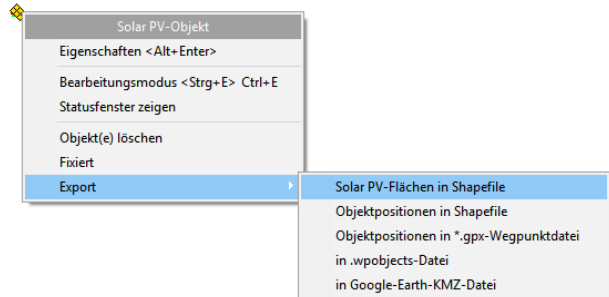 Solar PV-Objekt
Eigenschaften <Alt+Enter>
Bearbeitungsmodus <Strg+E> Ctrl+E
Statusfenster zeigen
Objekt(e) löschen
Fixiert
Export
Solar PV-Flächen in Shapefile
Objektpositionen in Shapefile
Objektpositionen in *.gpx-Wegpunktdatei
in .wpobjects-Datei
in Google-Earth-KMZ-Datei